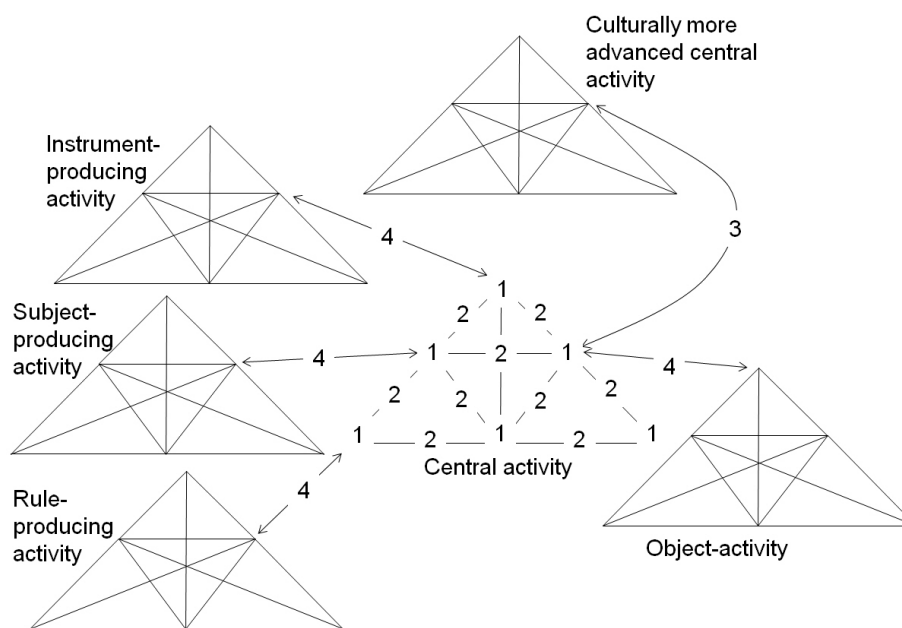 Culturally more
advanced central
activity
Instrument-
producing
activity
3
4
1
2 2
Subject-
producing
activity
4 1 2 1 4
2 2 2 2
1 2 1 2 1
Central activity
4
Rule-
producing
activity
Object-activity